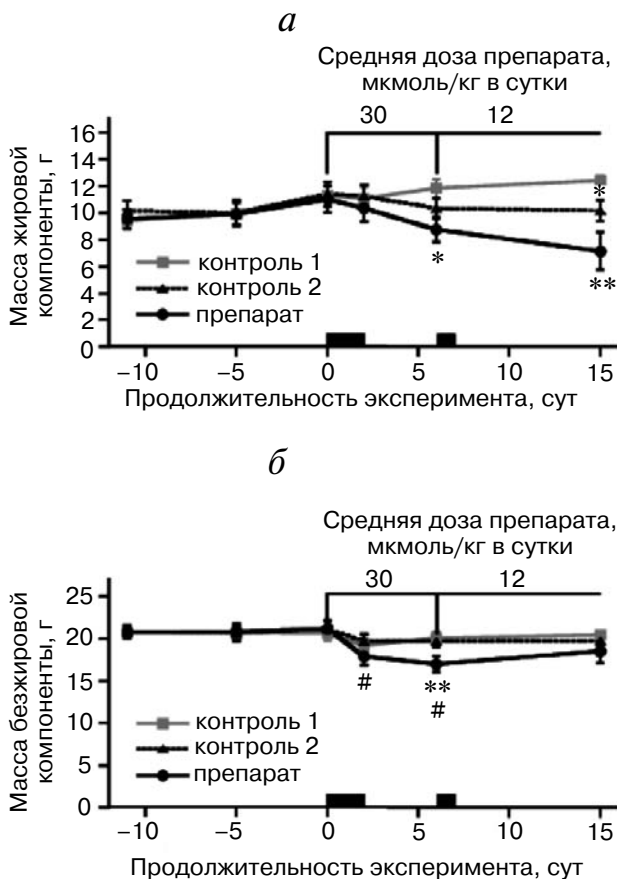 а
Средняя доза препарата,
мкмоль/кг в сутки
30 12
Масса жировой
компоненты, г
16
14
12
10
8
6
4
2
0
*
*
**
контроль 1
контроль 2
препарат
−10 −5 0 5 10 15
Продолжительность эксперимента, сут
б
Средняя доза препарата,
мкмоль/кг в сутки
30 12
Масса безжировой
компоненты, г
25
20
15
10
5
0
# **
#
контроль 1
контроль 2
препарат
−10 −5 0 5 10 15
Продолжительность эксперимента, сут